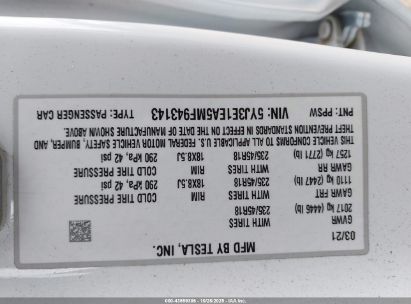 MFD BY TESLA, INC.
03/21
GVWR
2017 kg (4446 lb)
GAWR FRT
1111 kg (2447 lb)
235/45R18
TIRES
RIM
18X8.5J
COLD TIRE PRESSURE
290 kPa, 42 psi
GAWR RR
1257 kg (2771 lb)
235/45R18
TIRES
RIM
18X8.5J
COLD TIRE PRESSURE
290 kPa, 42 psi
THIS VEHICLE CONFORMS TO ALL APPLICABLE U.S. FEDERAL MOTOR VEHICLE SAFETY, BUMPER, AND
THEFT PREVENTION STANDARDS IN EFFECT ON THE DATE OF MANUFACTURE SHOWN ABOVE.
PNT: PPSW VIN: 5YJ3E1EA5MF943143 TYPE: PASSENGER CAR